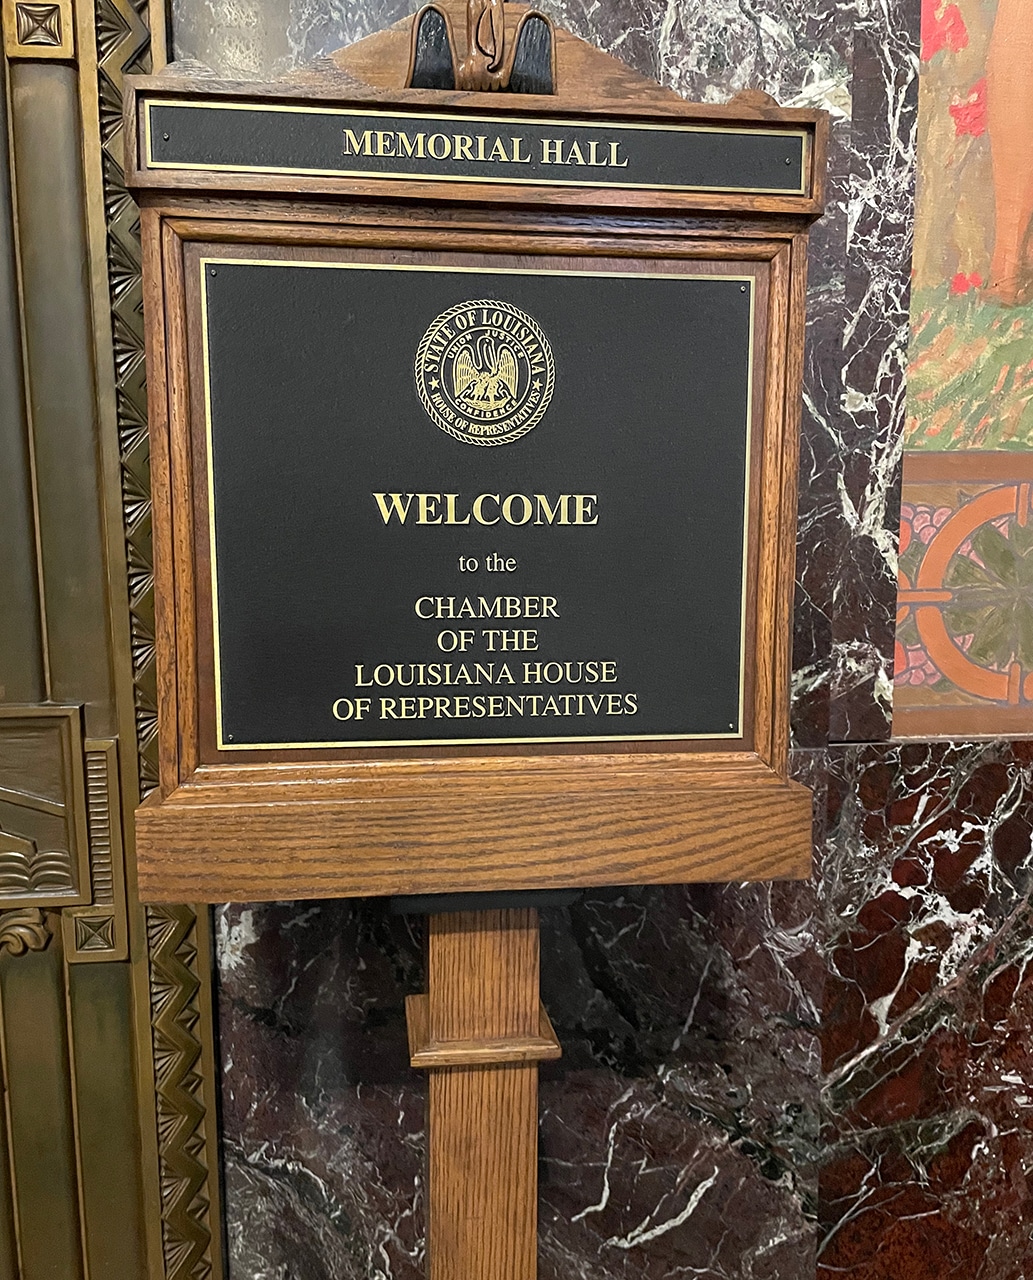 MEMORIAL HALL
STATE OF LOUISIANA
UNION JUSTICE
CONFIDENCE
★ HOUSE OF REPRESENTATIVES ★
WELCOME
to the
CHAMBER
OF THE
LOUISIANA HOUSE
OF REPRESENTATIVES